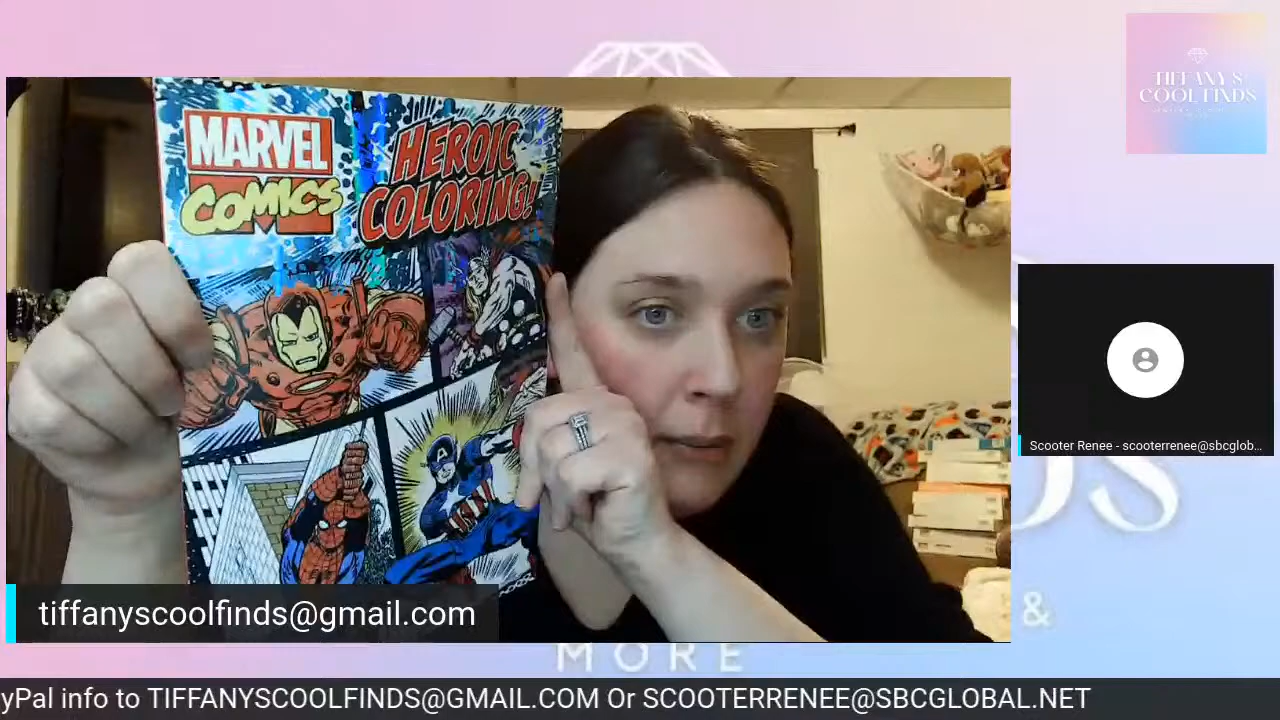 MARVEL
COMICS
HEROIC
COLORING!
TIFFANY'S
COOL FINDS
Scooter Renee - scooterrenee@sbcglob...
DS
&
tiffanyscoolfinds@gmail.com
MORE
yPal info to TIFFANYSCOOLFINDS@GMAIL.COM Or SCOOTERRENEE@SBCGLOBAL.NET